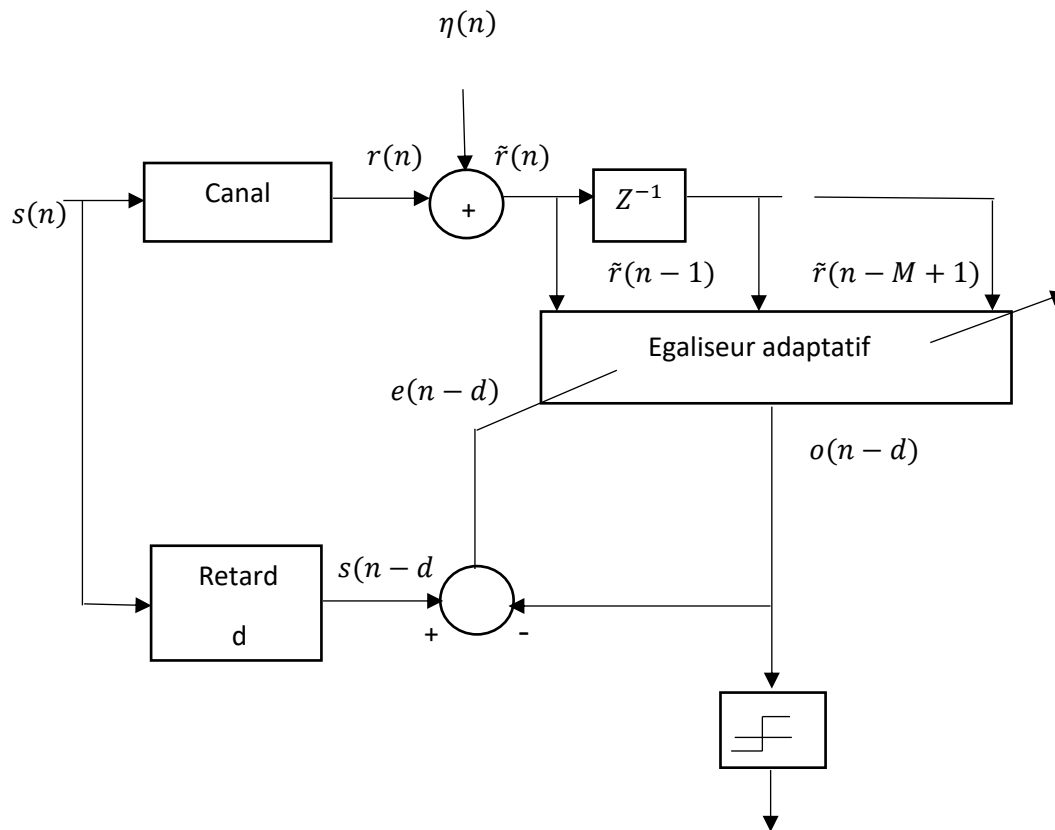 η(n)
r(n)
r̃(n)
Canal
Z⁻¹
+
s(n)
r̃(n − 1)
r̃(n − M + 1)
Egaliseur adaptatif
e(n − d)
o(n − d)
Retard
d
s(n − d
+
-